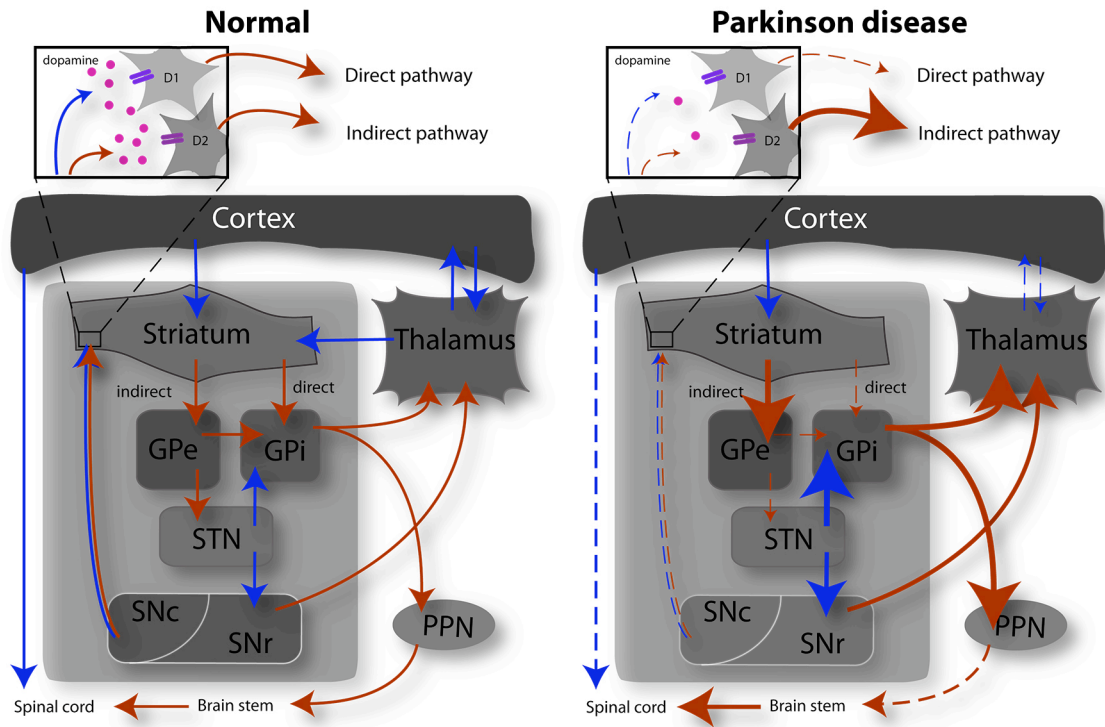 Normal
dopamine
D1
D2
Direct pathway
Indirect pathway
Cortex
Striatum
Thalamus
indirect
direct
GPe
GPi
STN
SNc
SNr
PPN
Spinal cord
Brain stem
Parkinson disease
dopamine
D1
D2
Direct pathway
Indirect pathway
Cortex
Striatum
Thalamus
indirect
direct
GPe
GPi
STN
SNc
SNr
PPN
Spinal cord
Brain stem